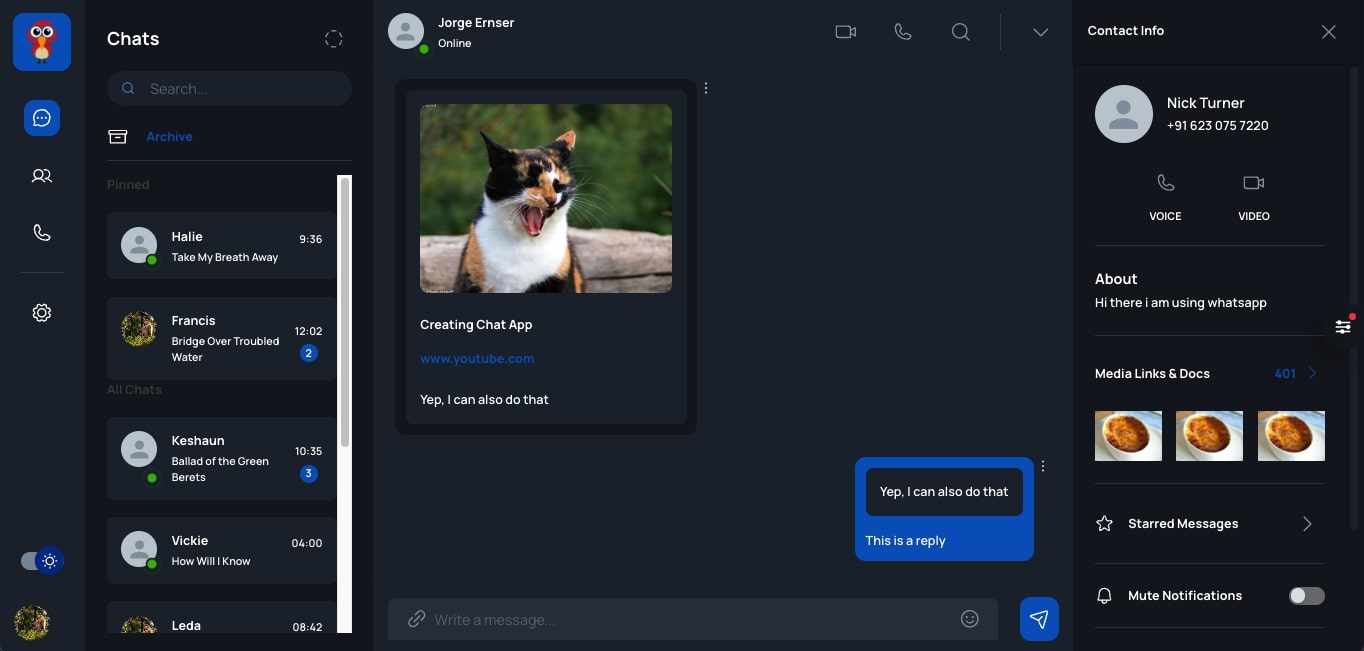 Chats
Search...
Archive
Pinned
Halie
9:36
Take My Breath Away
Francis
12:02
Bridge Over Troubled
Water
2
All Chats
Keshaun
10:35
Ballad of the Green
Berets
3
Vickie
04:00
How Will I Know
Leda
08:42
Jorge Ernser
Online
Creating Chat App
www.youtube.com
Yep, I can also do that
Yep, I can also do that
This is a reply
Write a message...
Contact Info
Nick Turner
+91 623 075 7220
VOICE
VIDEO
About
Hi there i am using whatsapp
Media Links & Docs
401
Starred Messages
Mute Notifications